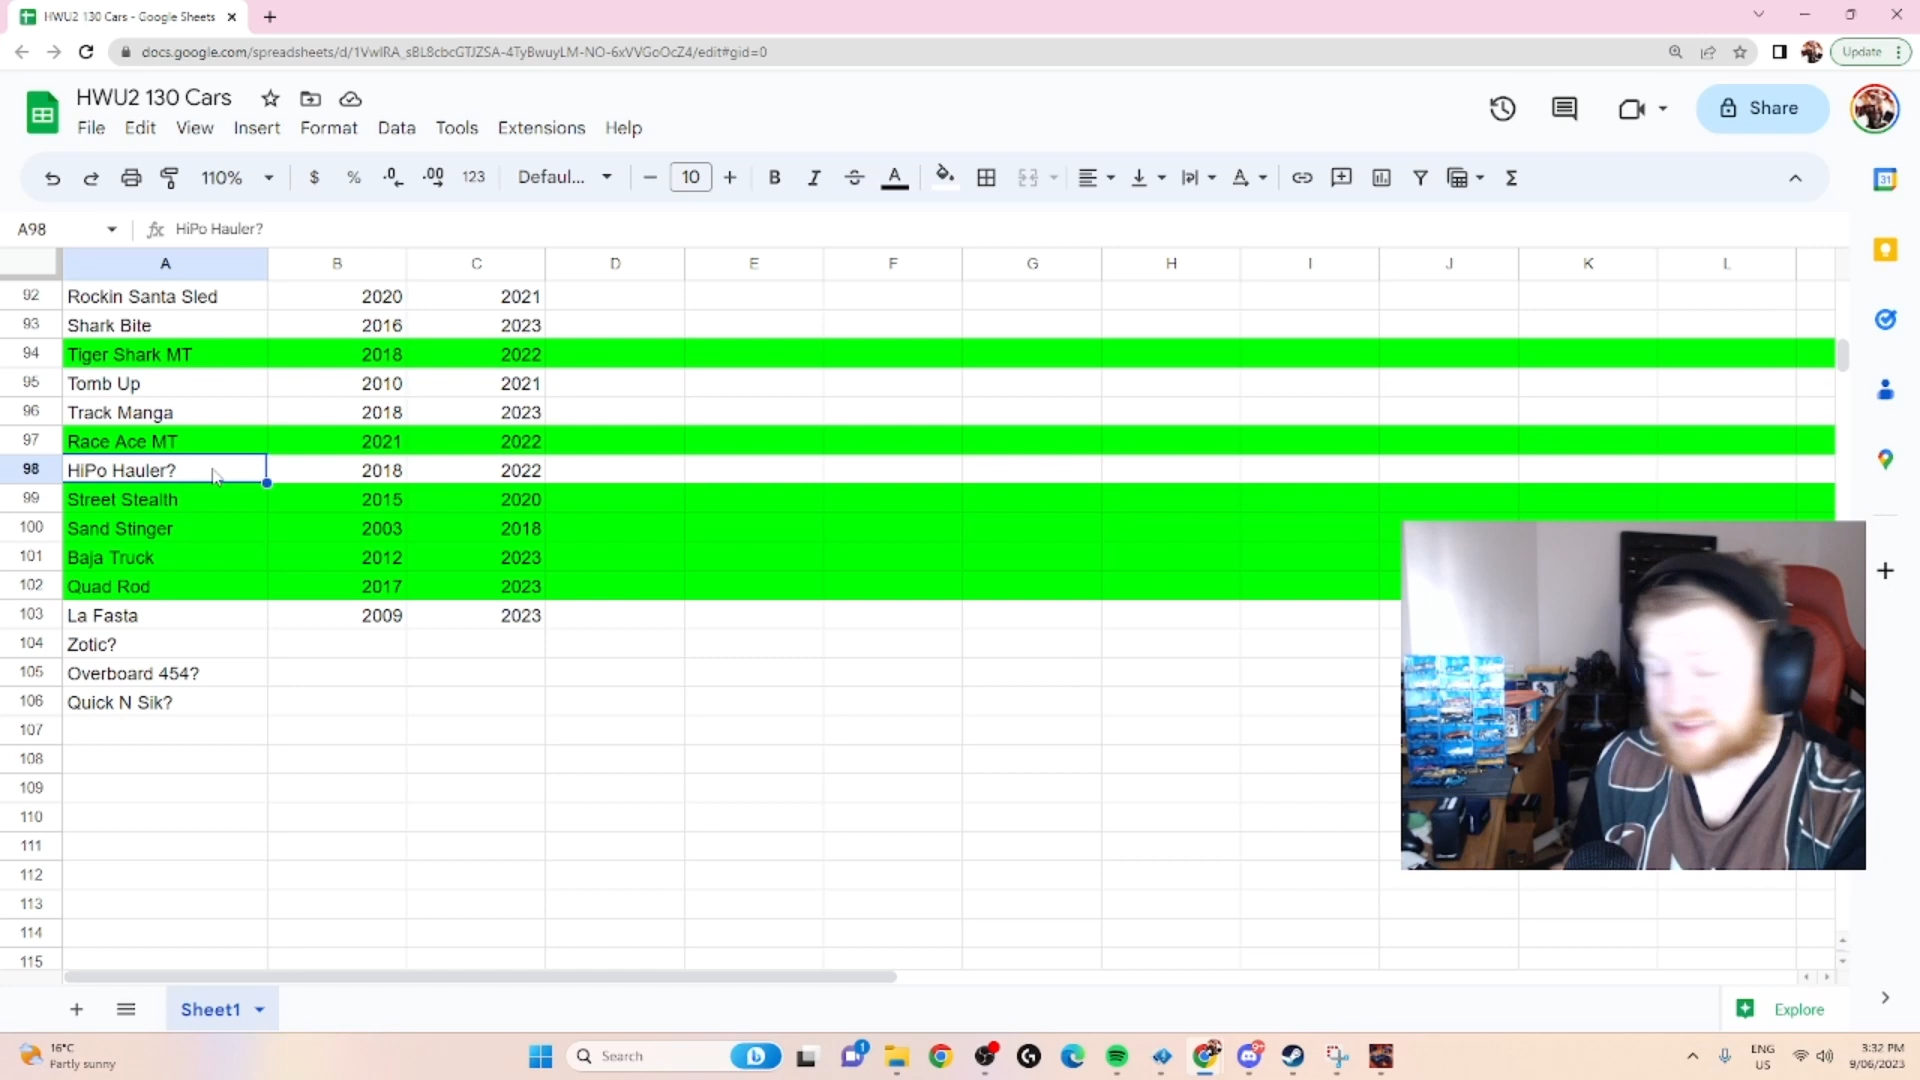 HWU2 130 Cars - Google Sheets
docs.google.com/spreadsheets/d/1VwIRA_sBL8cbcGTJZSA-4TyBwuyLM-NO-6xVVGoOcZ4/edit#gid=0
Update
HWU2 130 Cars
File Edit View Insert Format Data Tools Extensions Help
Share
110% $ % .0 .00 123 Defaul... 10 B I A Σ
31
A98 fx HiPo Hauler?
A B C D E F G H I J K L
92 Rockin Santa Sled 2020 2021
93 Shark Bite 2016 2023
94 Tiger Shark MT 2018 2022
95 Tomb Up 2010 2021
96 Track Manga 2018 2023
97 Race Ace MT 2021 2022
98 HiPo Hauler? 2018 2022
99 Street Stealth 2015 2020
100 Sand Stinger 2003 2018
101 Baja Truck 2012 2023
102 Quad Rod 2017 2023
103 La Fasta 2009 2023
104 Zotic?
105 Overboard 454?
106 Quick N Sik?
107
108
109
110
111
112
113
114
115
Sheet1
Explore
16°C
Partly sunny
Search
1
ENG
US
3:32 PM
9/06/2023